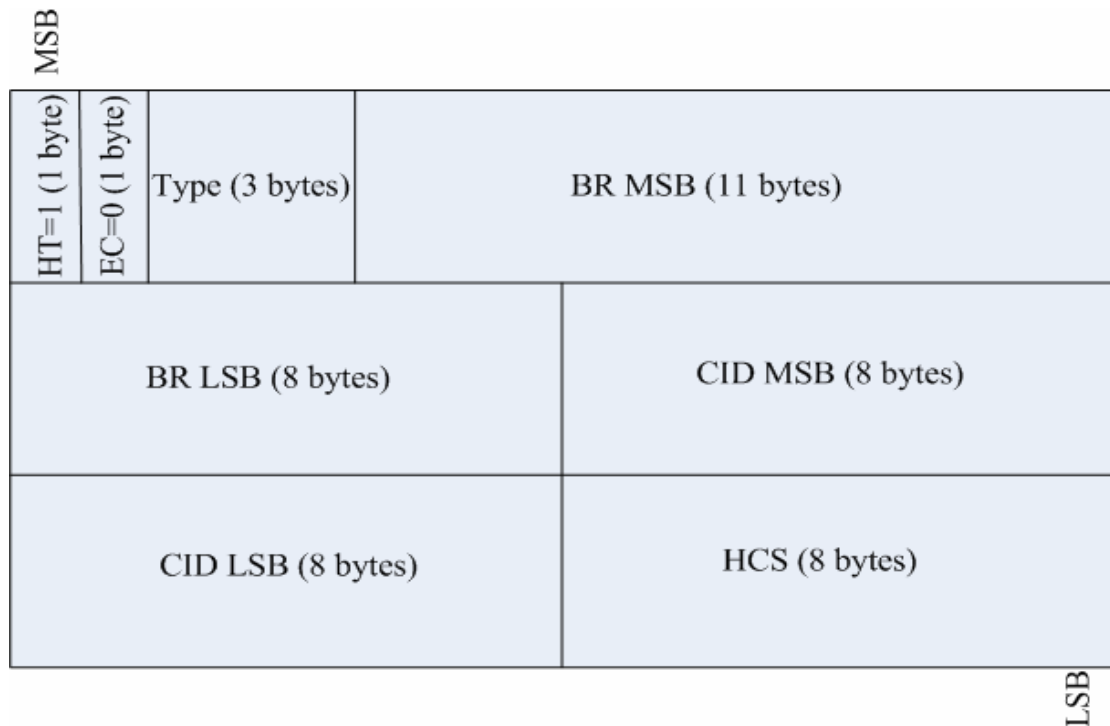 MSB
HT=1 (1 byte)
EC=0 (1 byte)
Type (3 bytes)
BR MSB (11 bytes)
BR LSB (8 bytes)
CID MSB (8 bytes)
CID LSB (8 bytes)
HCS (8 bytes)
LSB